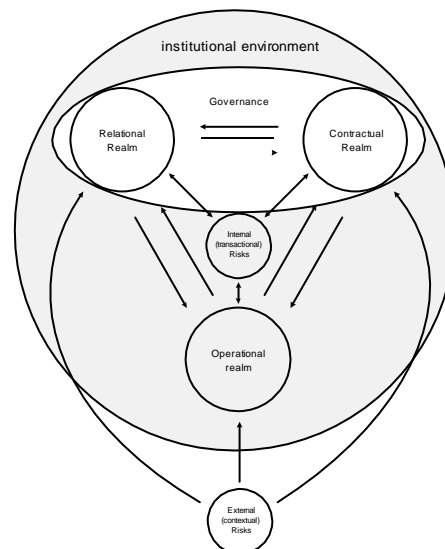 institutional environment
Governance
Relational
Realm
Contractual
Realm
Internal
(transactional)
Risks
Operational
realm
External
(contextual)
Risks